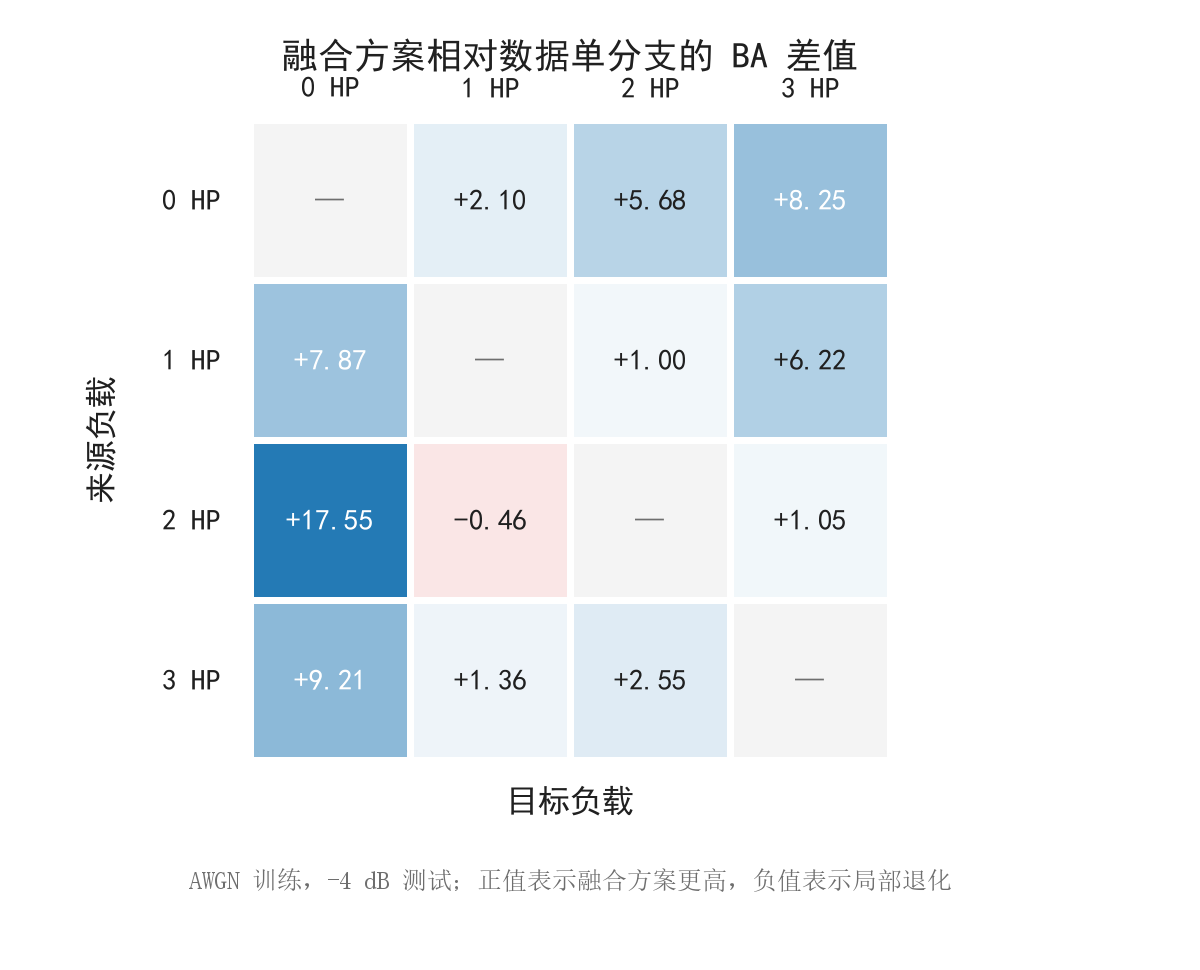 融合方案相对数据单分支的 BA 差值
0 HP 1 HP 2 HP 3 HP
0 HP — +2.10 +5.68 +8.25
1 HP +7.87 — +1.00 +6.22
来源负载
2 HP +17.55 −0.46 — +1.05
3 HP +9.21 +1.36 +2.55 —
目标负载
AWGN 训练，−4 dB 测试；正值表示融合方案更高，负值表示局部退化